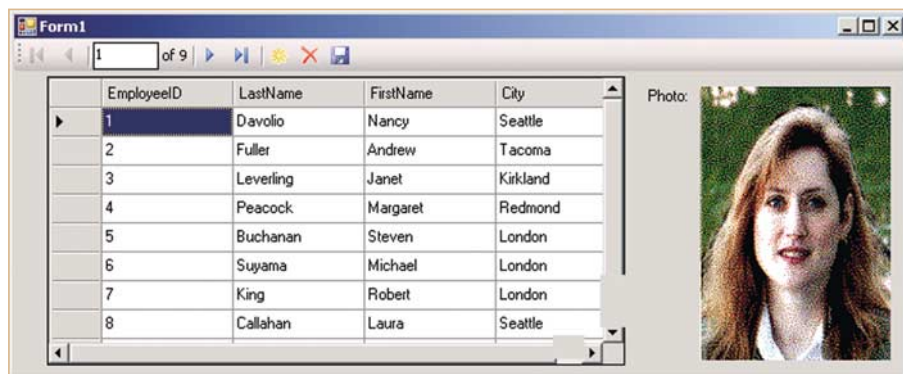 Form1
1 of 9
EmployeeID LastName FirstName City
1 Davolio Nancy Seattle
2 Fuller Andrew Tacoma
3 Leverling Janet Kirkland
4 Peacock Margaret Redmond
5 Buchanan Steven London
6 Suyama Michael London
7 King Robert London
8 Callahan Laura Seattle
Photo: